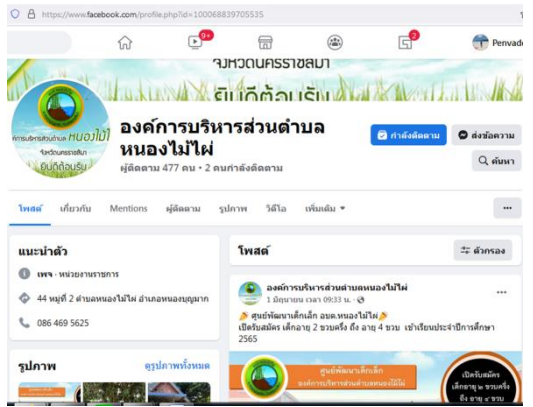 https://www.facebook.com/profile.php?id=100068839705535
9+
2
Penvad
จังหวัดนครราชสีมา
ยินดีต้อนรับ
องค์การบริหารส่วนตำบล
หนองไม้ไผ่
ผู้ติดตาม 477 คน • 2 คนกำลังติดตาม
กำลังติดตาม
ส่งข้อความ
ค้นหา
องค์การบริหารส่วนตำบล หนองไม้ไผ่
จังหวัดนครราชสีมา
ยินดีต้อนรับ
โพสต์ เกี่ยวกับ Mentions ผู้ติดตาม รูปภาพ วิดีโอ เพิ่มเติม
แนะนำตัว
เพจ · หน่วยงานราชการ
44 หมู่ที่ 2 ตำบลหนองไม้ไผ่ อำเภอหนองบุญมาก
086 469 5625
รูปภาพ
ดูรูปภาพทั้งหมด
โพสต์
ตัวกรอง
องค์การบริหารส่วนตำบลหนองไม้ไผ่
1 มิถุนายน เวลา 09:33 น. ·
ศูนย์พัฒนาเด็กเล็ก อบต.หนองไม้ไผ่
เปิดรับสมัคร เด็กอายุ 2 ขวบครึ่ง ถึง อายุ 4 ขวบ เข้าเรียนประจำปีการศึกษา
2565
ศูนย์พัฒนาเด็กเล็ก
องค์การบริหารส่วนตำบลหนองไม้ไผ่
เปิดรับสมัคร
เด็กอายุ ๒ ขวบครึ่ง
ถึง อายุ ๔ ขวบ